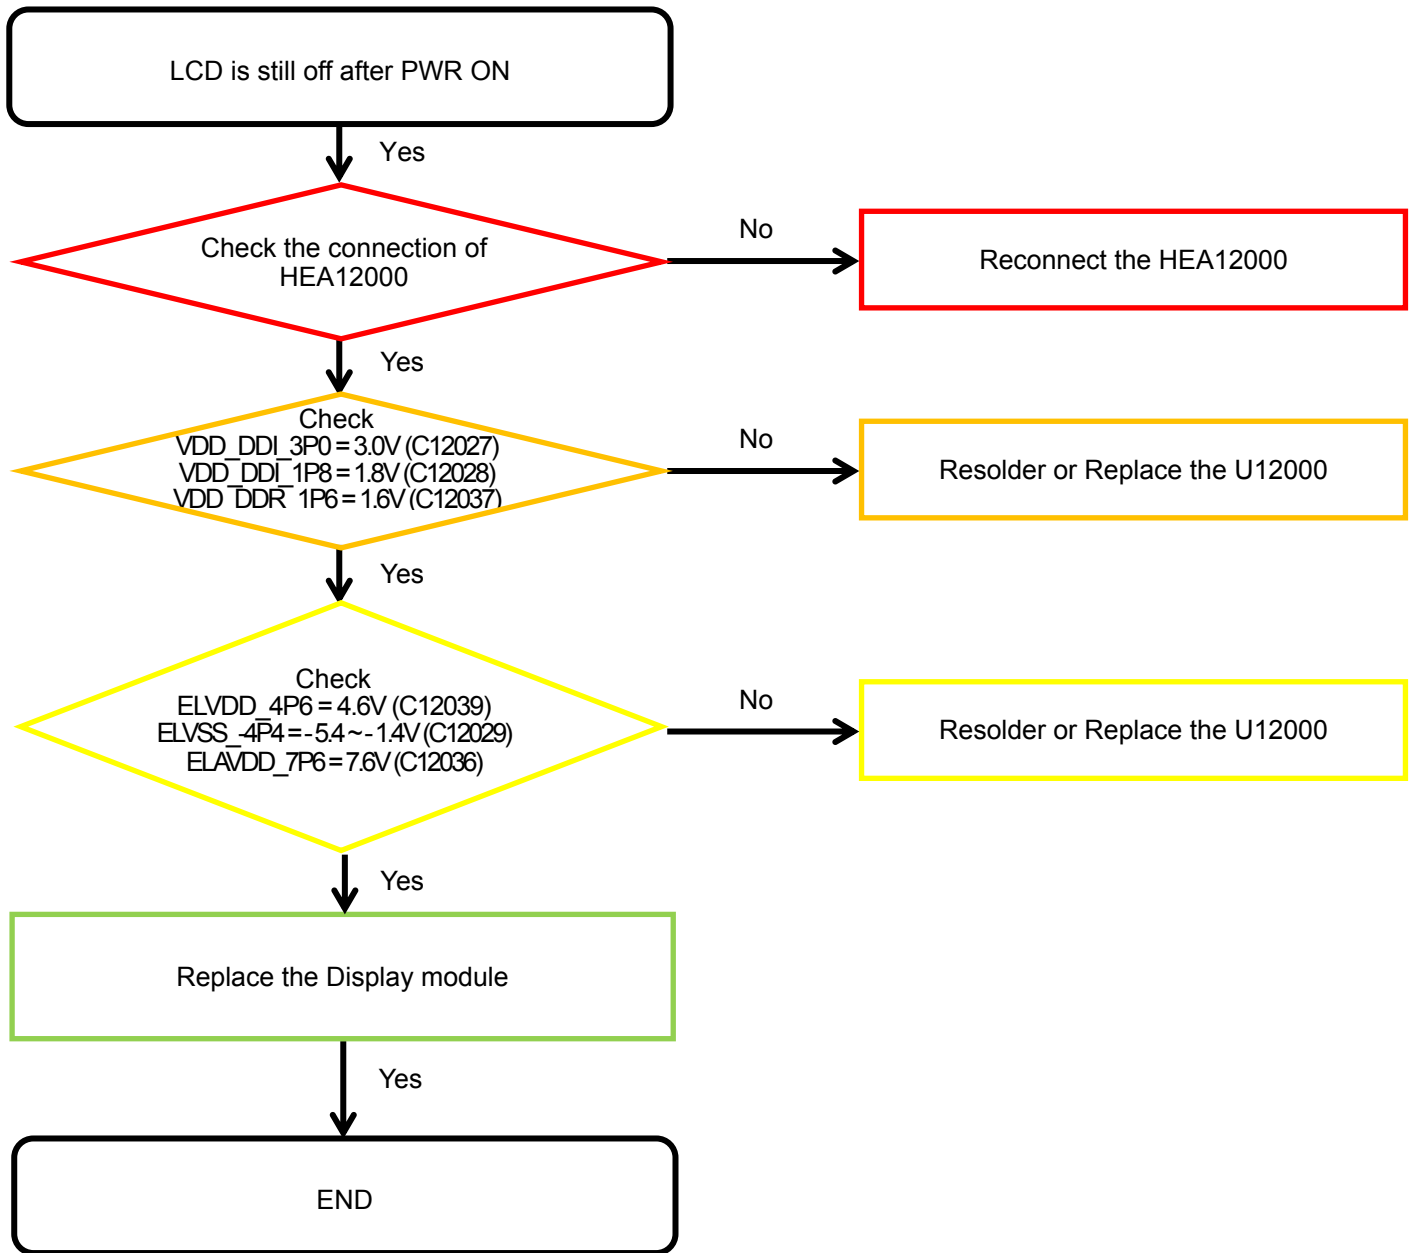 LCD is still off after PWR ON
Yes
Check the connection of
HEA12000
No
Reconnect the HEA12000
Yes
Check
VDD_DDI_3P0 = 3.0V (C12027)
VDD_DDI_1P8 = 1.8V (C12028)
VDD_DDR_1P6 = 1.6V (C12037)
No
Resolder or Replace the U12000
Yes
Check
ELVDD_4P6 = 4.6V (C12039)
ELVSS_-4P4 = -5.4 ~ -1.4V (C12029)
ELAVDD_7P6 = 7.6V (C12036)
No
Resolder or Replace the U12000
Yes
Replace the Display module
Yes
END